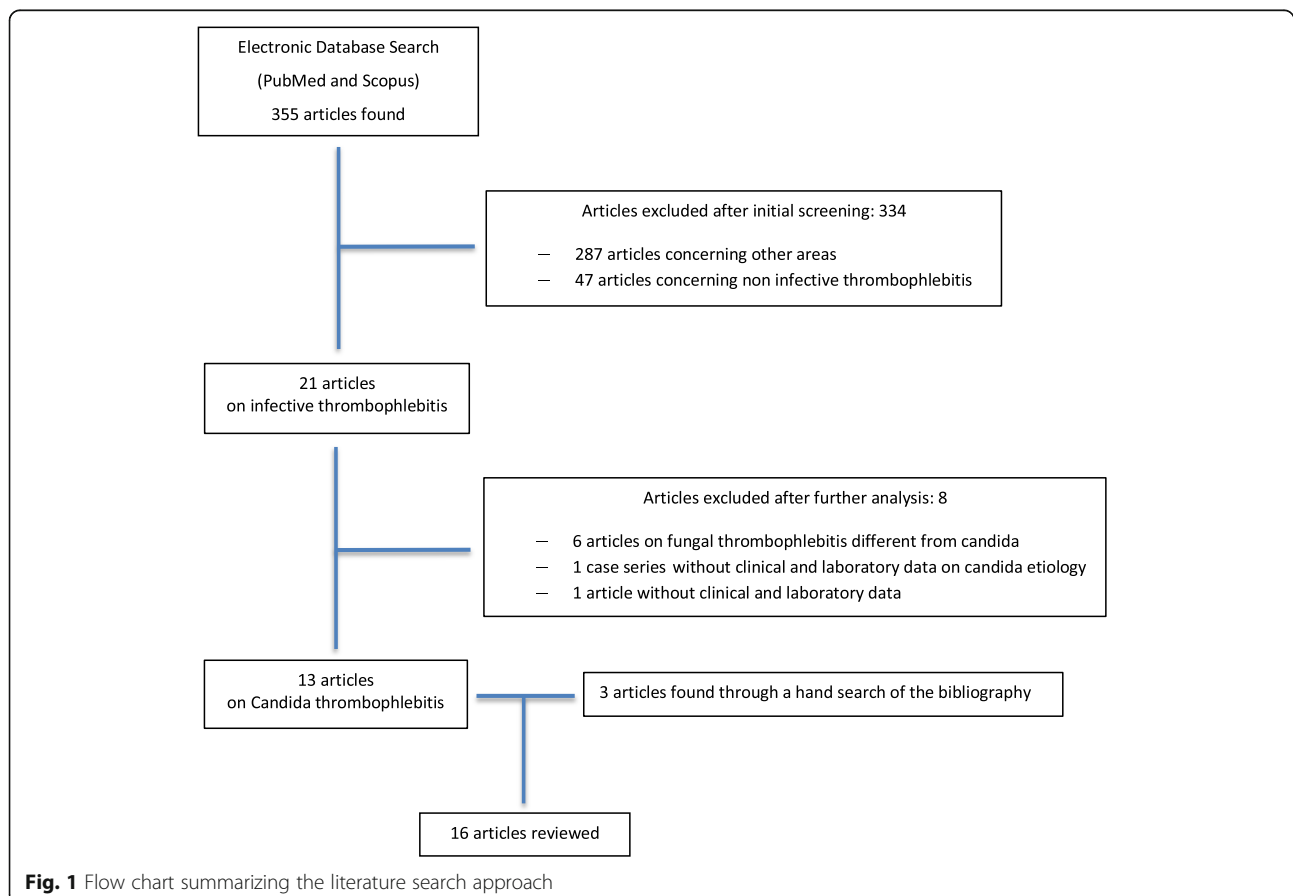 Electronic Database Search
(PubMed and Scopus)
355 articles found
Articles excluded after initial screening: 334
— 287 articles concerning other areas
— 47 articles concerning non infective thrombophlebitis
21 articles
on infective thrombophlebitis
Articles excluded after further analysis: 8
— 6 articles on fungal thrombophlebitis different from candida
— 1 case series without clinical and laboratory data on candida etiology
— 1 article without clinical and laboratory data
13 articles
on Candida thrombophlebitis
3 articles found through a hand search of the bibliography
16 articles reviewed
Fig. 1 Flow chart summarizing the literature search approach